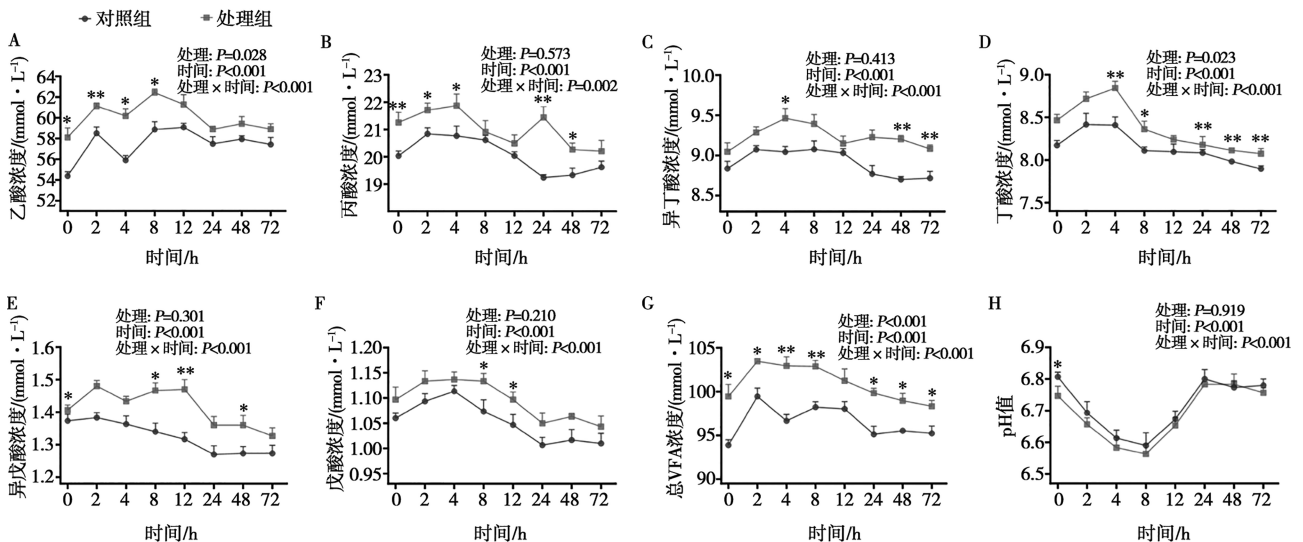 对照组 处理组
A
处理: P=0.028
时间: P<0.001
处理×时间: P<0.001
乙酸浓度/(mmol·L⁻¹)
64
62
60
58
56
54
52
* ** * *
0 2 4 8 12 24 48 72
时间/h
B
处理: P=0.573
时间: P<0.001
处理×时间: P=0.002
丙酸浓度/(mmol·L⁻¹)
23
22
21
20
19
** * * ** *
0 2 4 8 12 24 48 72
时间/h
C
处理: P=0.413
时间: P<0.001
处理×时间: P<0.001
异丁酸浓度/(mmol·L⁻¹)
10.0
9.5
9.0
8.5
* ** **
0 2 4 8 12 24 48 72
时间/h
D
处理: P=0.023
时间: P<0.001
处理×时间: P<0.001
丁酸浓度/(mmol·L⁻¹)
9.0
8.5
8.0
7.5
** * ** ** **
0 2 4 8 12 24 48 72
时间/h
E
处理: P=0.301
时间: P<0.001
处理×时间: P<0.001
异戊酸浓度/(mmol·L⁻¹)
1.6
1.5
1.4
1.3
1.2
* * ** *
0 2 4 8 12 24 48 72
时间/h
F
处理: P=0.210
时间: P<0.001
处理×时间: P<0.001
戊酸浓度/(mmol·L⁻¹)
1.20
1.15
1.10
1.05
1.00
0.95
* *
0 2 4 8 12 24 48 72
时间/h
G
处理: P<0.001
时间: P<0.001
处理×时间: P<0.001
总VFA浓度/(mmol·L⁻¹)
105
100
95
90
* * ** ** * * *
0 2 4 8 12 24 48 72
时间/h
H
处理: P=0.919
时间: P<0.001
处理×时间: P<0.001
pH值
6.9
6.8
6.7
6.6
6.5
*
0 2 4 8 12 24 48 72
时间/h